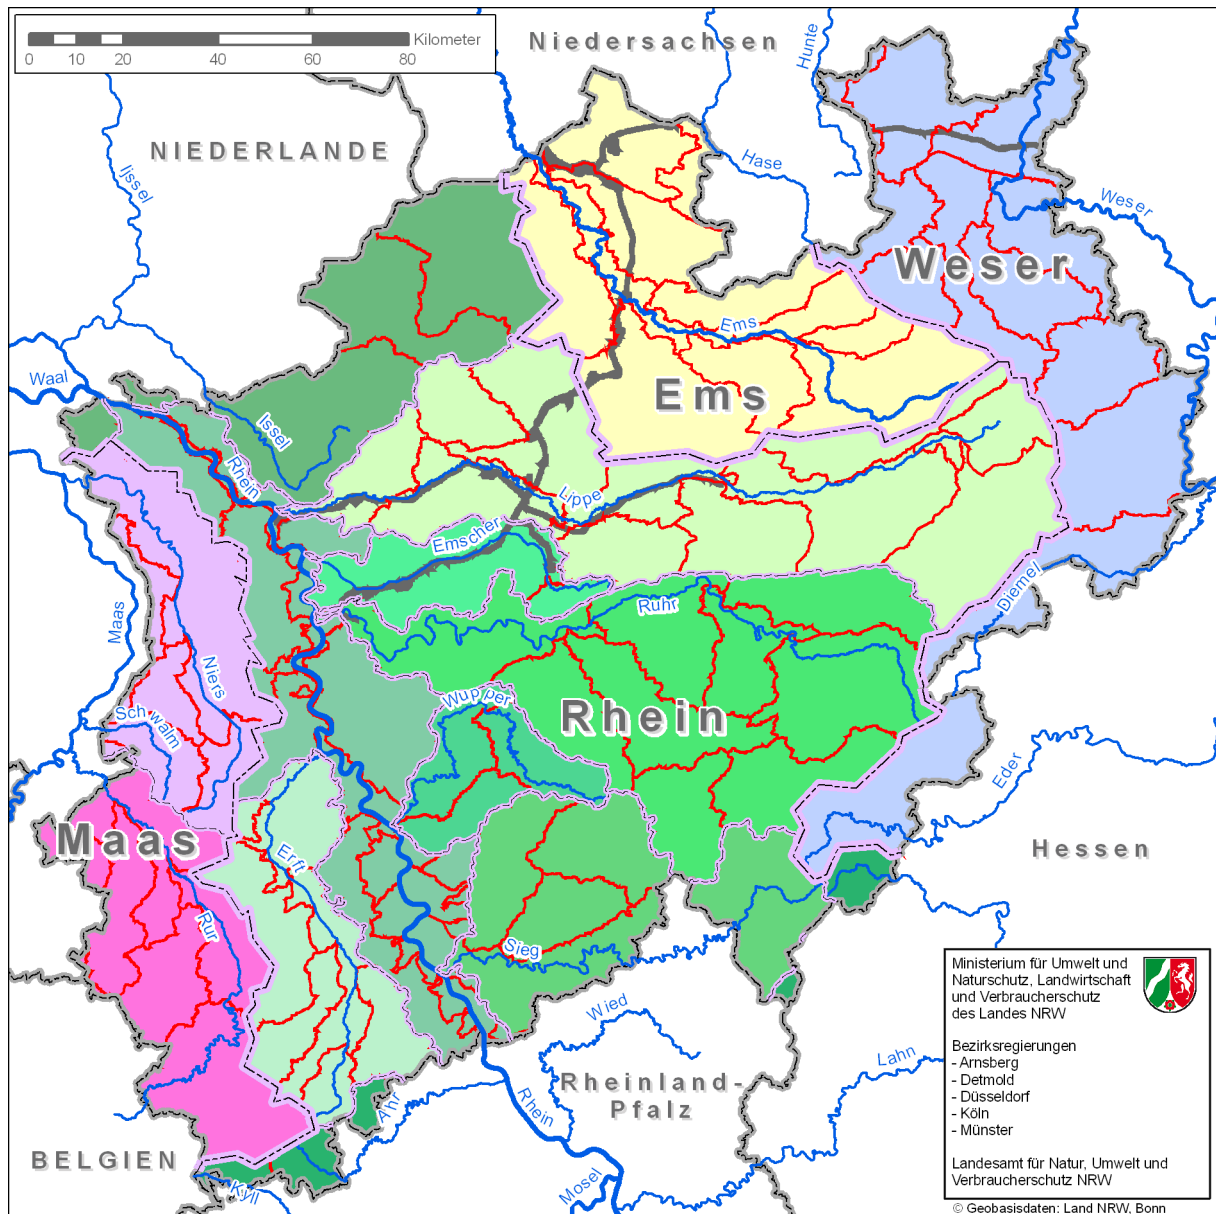 Kilometer
0 10 20 40 60 80
Niedersachsen
Hunte
NIEDERLANDE
Ijssel
Hase
Weser
Weser
Ems
Waal
Ems
Issel
Rhein
Lippe
Emscher
Diemel
Maas
Ruhr
Niers
Schwalm
Wupper
Rhein
Eder
Maas
Hessen
Erft
Rur
Sieg
Wied
Lahn
Rheinland-
Pfalz
Rhein
Ahr
BELGIEN
Kyll
Mosel
Ministerium für Umwelt und
Naturschutz, Landwirtschaft
und Verbraucherschutz
des Landes NRW
Bezirksregierungen
- Arnsberg
- Detmold
- Düsseldorf
- Köln
- Münster
Landesamt für Natur, Umwelt und
Verbraucherschutz NRW
© Geobasisdaten: Land NRW, Bonn